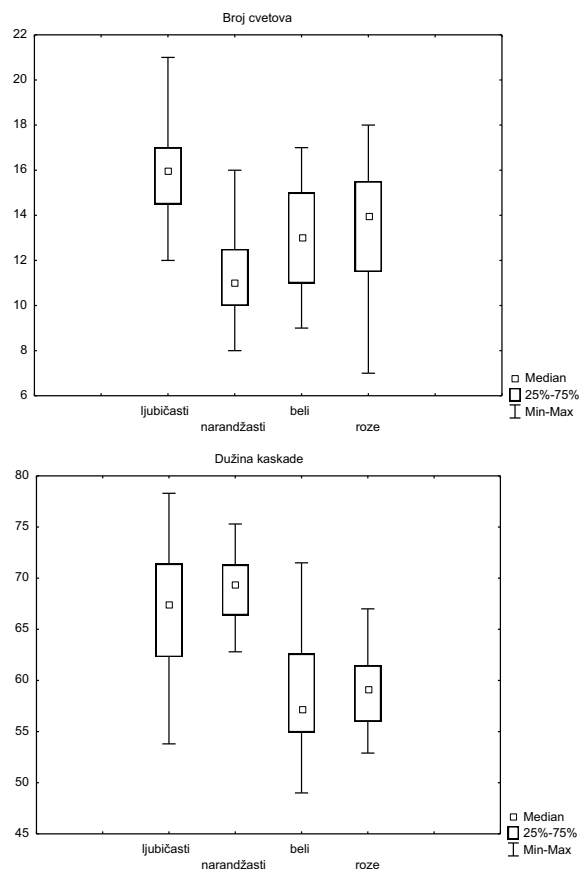 Broj cvetova
22
20
18
16
14
12
10
8
6
ljubičasti
narandžasti
beli
roze
Median
25%-75%
Min-Max
Dužina kaskade
80
75
70
65
60
55
50
45
ljubičasti
narandžasti
beli
roze
Median
25%-75%
Min-Max